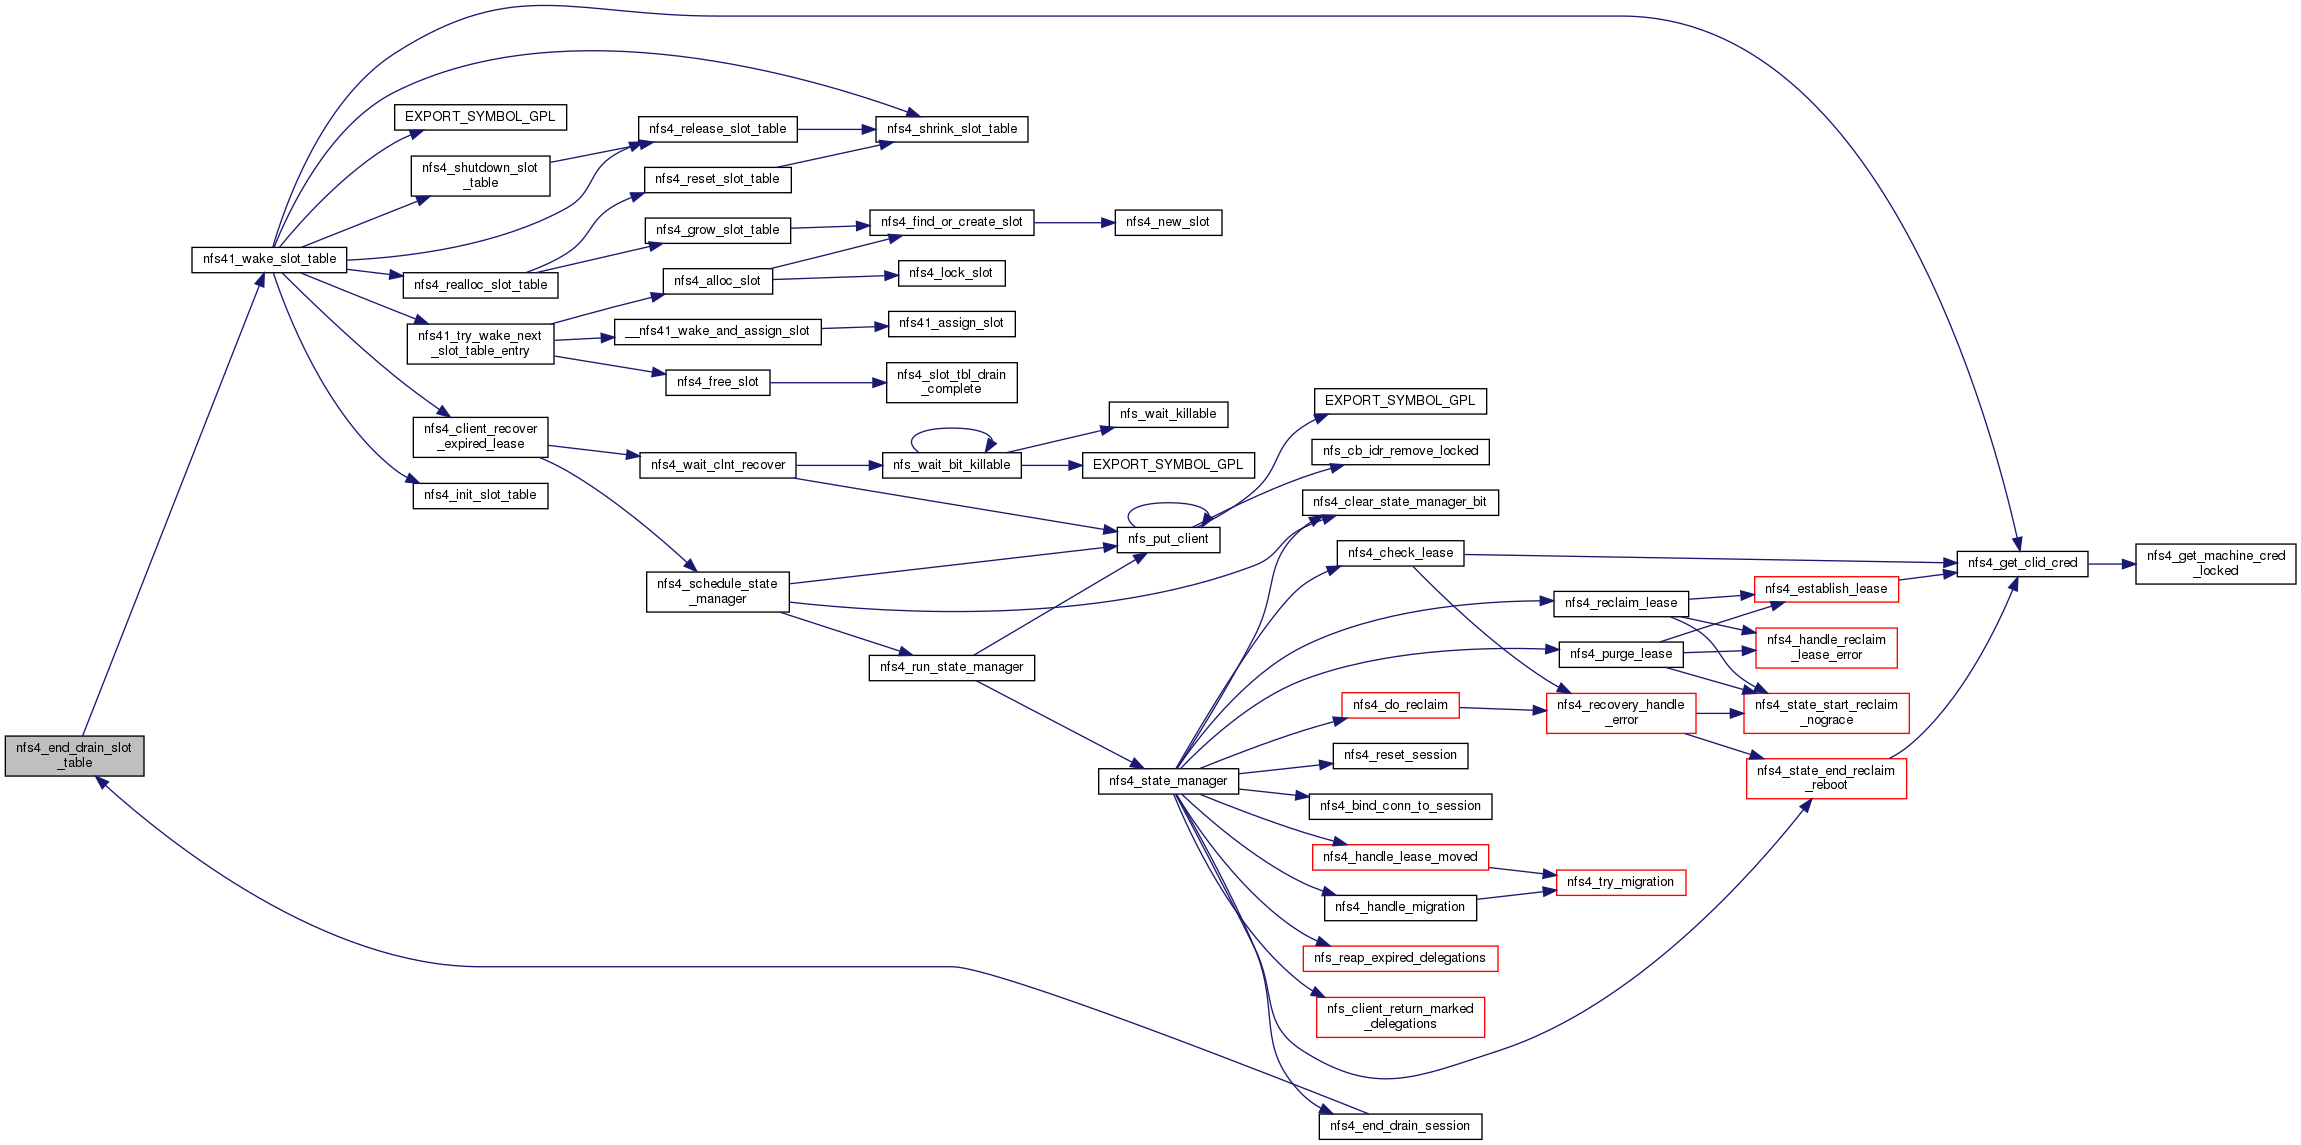 nfs4_end_drain_slot
_table
nfs41_wake_slot_table
EXPORT_SYMBOL_GPL
nfs4_shutdown_slot
_table
nfs4_realloc_slot_table
nfs41_try_wake_next
_slot_table_entry
nfs4_client_recover
_expired_lease
nfs4_init_slot_table
nfs4_release_slot_table
nfs4_reset_slot_table
nfs4_grow_slot_table
nfs4_alloc_slot
__nfs41_wake_and_assign_slot
nfs4_free_slot
nfs4_wait_clnt_recover
nfs4_schedule_state
_manager
nfs4_shrink_slot_table
nfs4_find_or_create_slot
nfs4_lock_slot
nfs41_assign_slot
nfs4_slot_tbl_drain
_complete
nfs_wait_bit_killable
nfs4_run_state_manager
nfs4_new_slot
nfs_wait_killable
EXPORT_SYMBOL_GPL
nfs_put_client
nfs4_state_manager
EXPORT_SYMBOL_GPL
nfs_cb_idr_remove_locked
nfs4_clear_state_manager_bit
nfs4_check_lease
nfs4_do_reclaim
nfs4_reset_session
nfs4_bind_conn_to_session
nfs4_handle_lease_moved
nfs4_handle_migration
nfs_reap_expired_delegations
nfs_client_return_marked
_delegations
nfs4_end_drain_session
nfs4_reclaim_lease
nfs4_purge_lease
nfs4_recovery_handle
_error
nfs4_try_migration
nfs4_establish_lease
nfs4_handle_reclaim
_lease_error
nfs4_state_start_reclaim
_nograce
nfs4_state_end_reclaim
_reboot
nfs4_get_clid_cred
nfs4_get_machine_cred
_locked